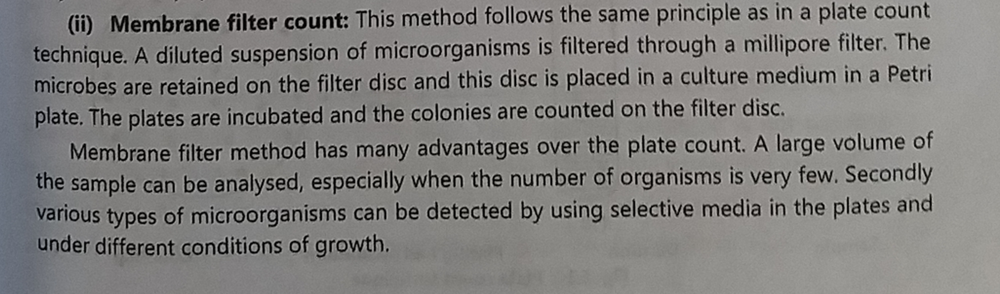 (ii) Membrane filter count: This method follows the same principle as in a plate count
technique. A diluted suspension of microorganisms is filtered through a millipore filter. The
microbes are retained on the filter disc and this disc is placed in a culture medium in a Petri
plate. The plates are incubated and the colonies are counted on the filter disc.
Membrane filter method has many advantages over the plate count. A large volume of
the sample can be analysed, especially when the number of organisms is very few. Secondly
various types of microorganisms can be detected by using selective media in the plates and
under different conditions of growth.